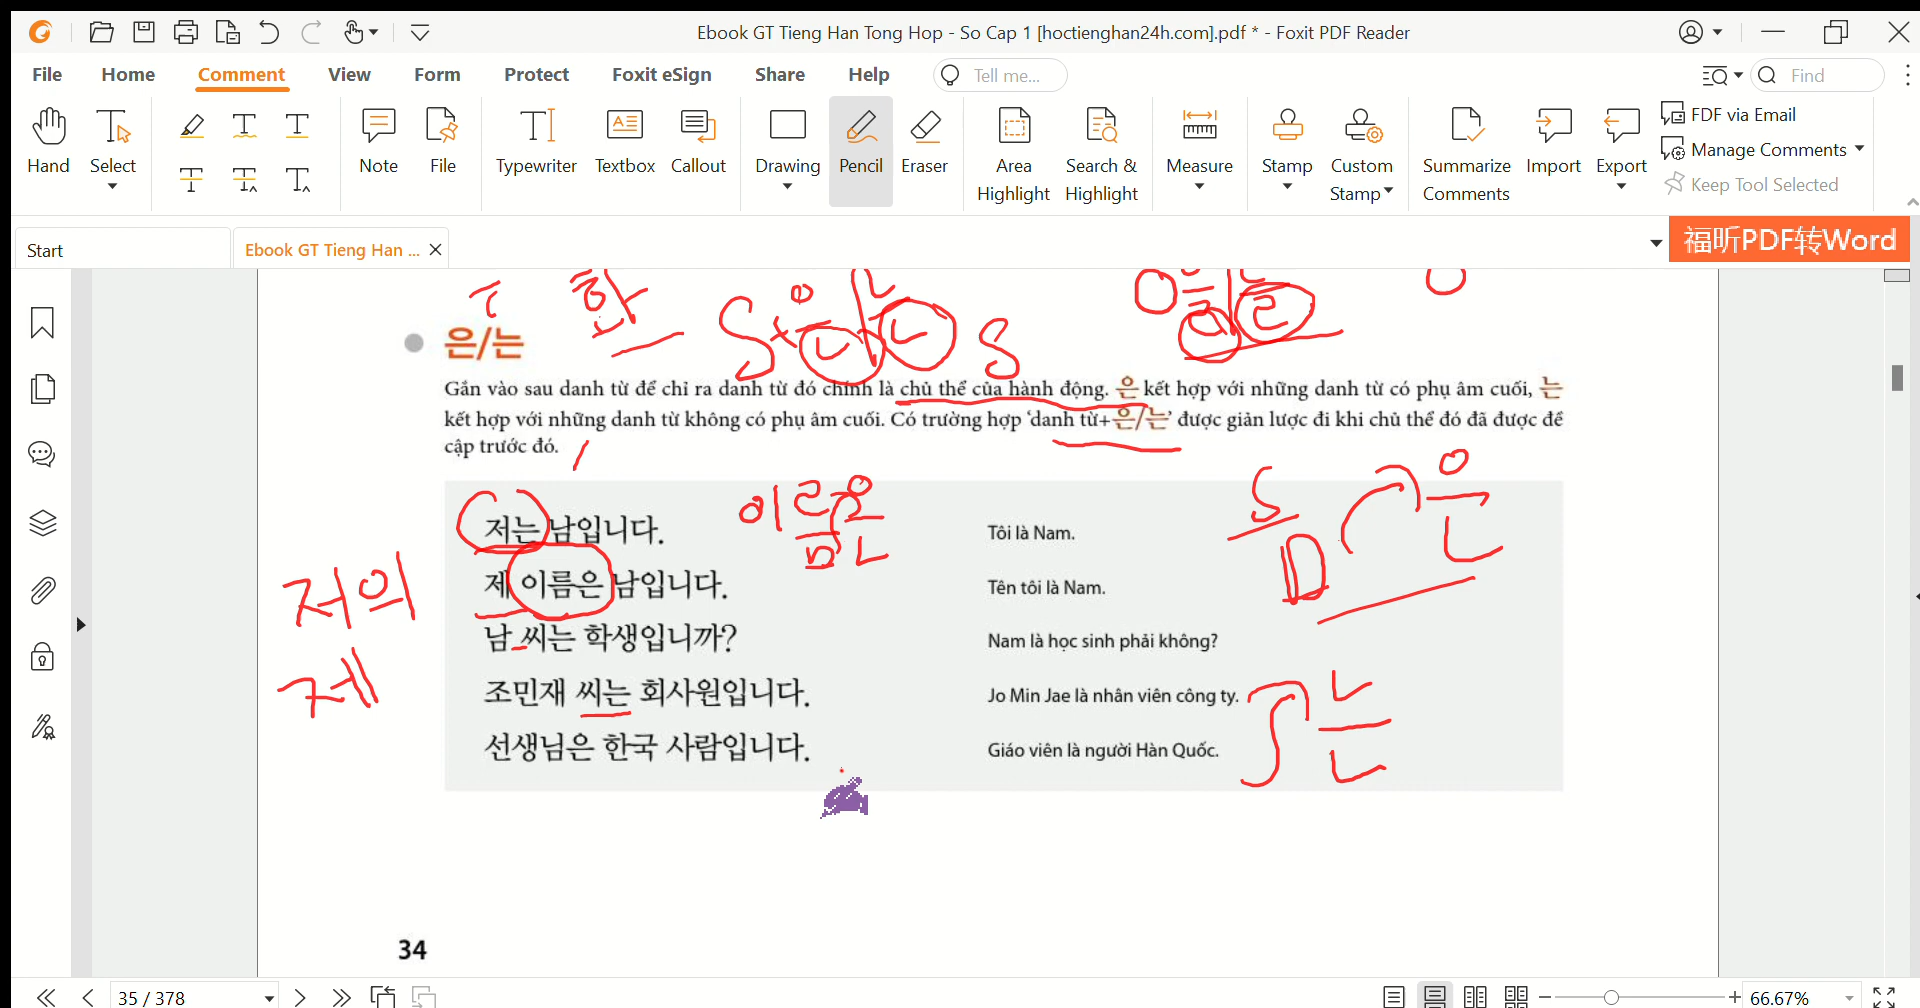 Ebook GT Tieng Han Tong Hop - So Cap 1 [hoctienghan24h.com].pdf * - Foxit PDF Reader
File Home Comment View Form Protect Foxit eSign Share Help Tell me... Find
Hand Select Note File Typewriter Textbox Callout Drawing Pencil Eraser Area Highlight Search & Highlight Measure Stamp Custom Stamp Summarize Comments Import Export FDF via Email
Manage Comments
Keep Tool Selected
Start Ebook GT Tieng Han ... 福昕PDF转Word
화
S S
은/는
Gắn vào sau danh từ để chỉ ra danh từ đó chính là chủ thể của hành động. 은 kết hợp với những danh từ có phụ âm cuối, 는
kết hợp với những danh từ không có phụ âm cuối. Có trường hợp ‘danh từ+은/는’ được giản lược đi khi chủ thể đó đã được đề
cập trước đó.
이름은
S 은
D
저는 남입니다. Tôi là Nam.
저의
제 이름은 남입니다. Tên tôi là Nam.
남 씨는 학생입니까? Nam là học sinh phải không?
제
조민재 씨는 회사원입니다. Jo Min Jae là nhân viên công ty.
선생님은 한국 사람입니다. Giáo viên là người Hàn Quốc.
는
34
35 / 378 66.67%